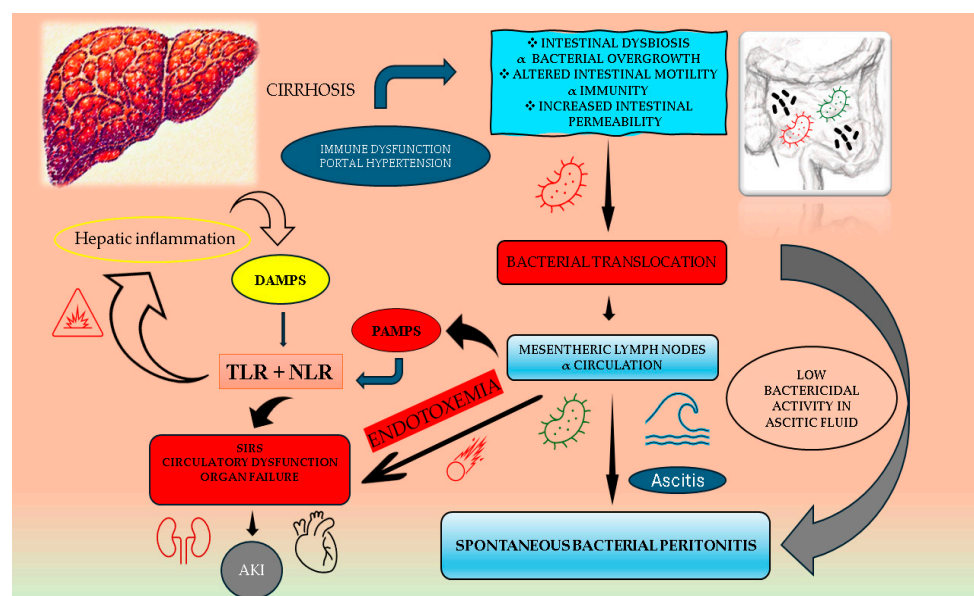 CIRRHOSIS
IMMUNE DYSFUNCTION
PORTAL HYPERTENSION
❖ INTESTINAL DYSBIOSIS
α BACTERIAL OVERGROWTH
❖ ALTERED INTESTINAL MOTILITY
α IMMUNITY
❖ INCREASED INTESTINAL
PERMEABILITY
Hepatic inflammation
DAMPS
BACTERIAL TRANSLOCATION
PAMPS
TLR + NLR
MESENTHERIC LYMPH NODES
α CIRCULATION
LOW
BACTERICIDAL
ACTIVITY IN
ASCITIC FLUID
ENDOTOXEMIA
SIRS
CIRCULATORY DYSFUNCTION
ORGAN FAILURE
Ascitis
SPONTANEOUS BACTERIAL PERITONITIS
AKI